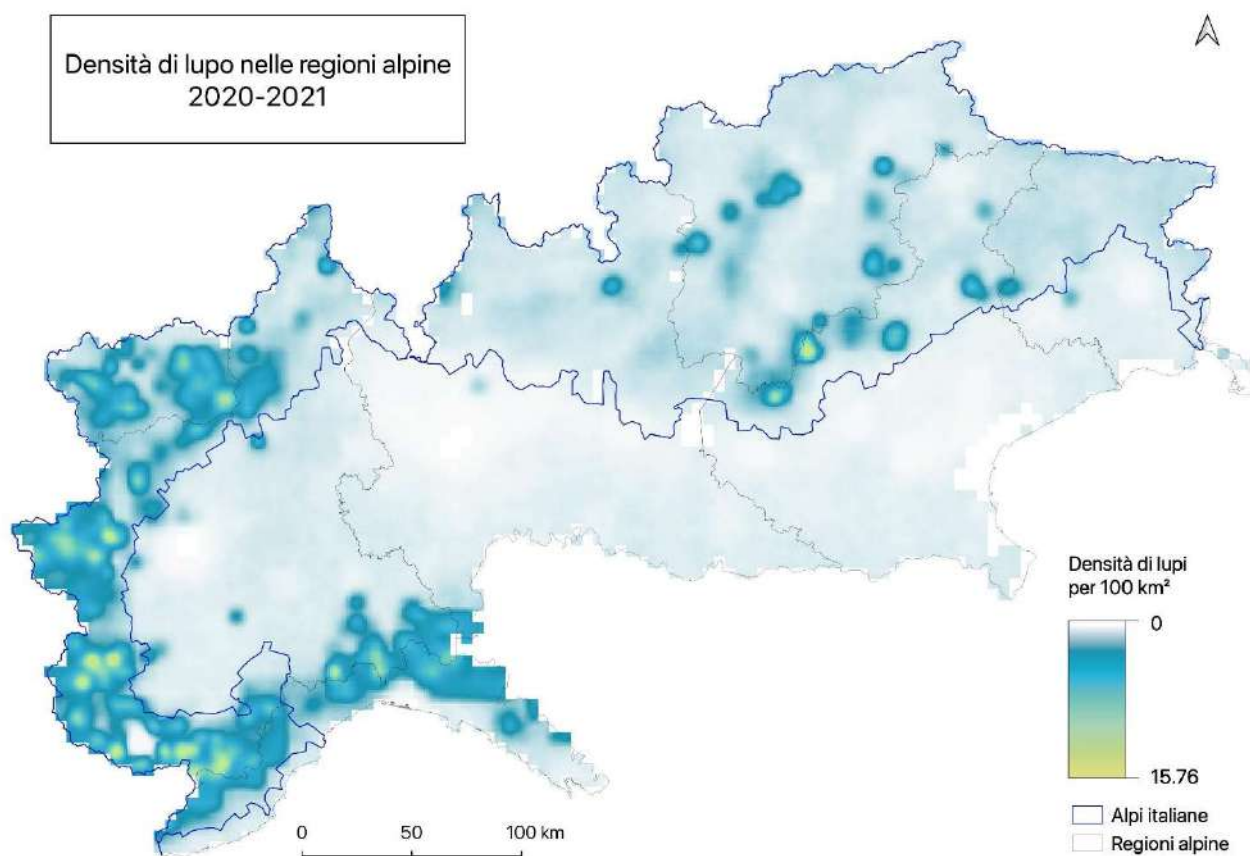 Densità di lupo nelle regioni alpine
2020-2021
Densità di lupi
per 100 km²
0
15.76
Alpi italiane
Regioni alpine
0 50 100 km